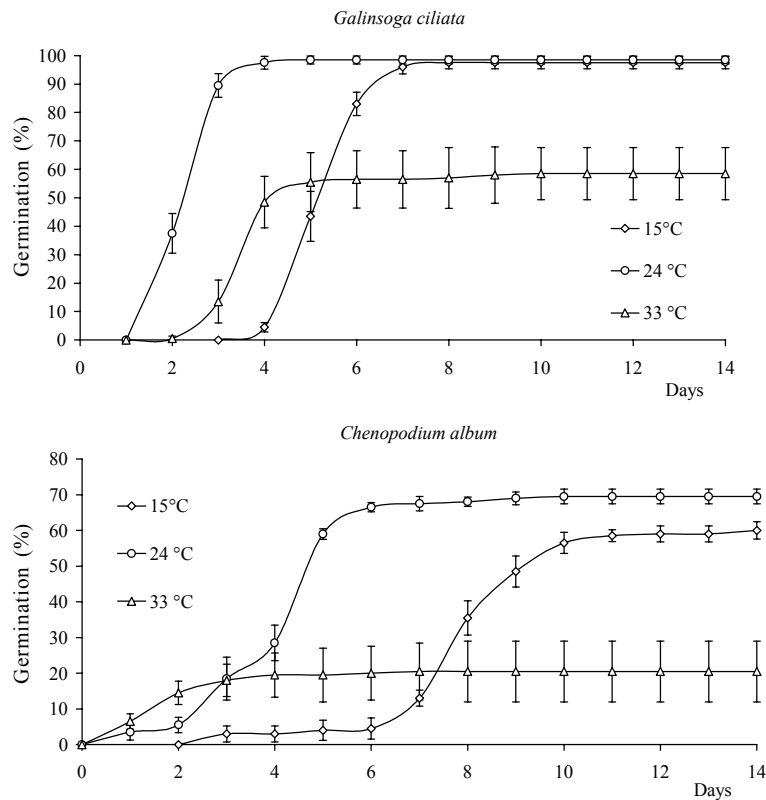 Galinsoga ciliata
100
90
80
70
60
50
40
30
20
10
0
Germination (%)
15°C
24 °C
33 °C
0 2 4 6 8 10 12 14
Days
Chenopodium album
80
70
60
50
40
30
20
10
0
Germination (%)
15°C
24 °C
33 °C
0 2 4 6 8 10 12 14
Days